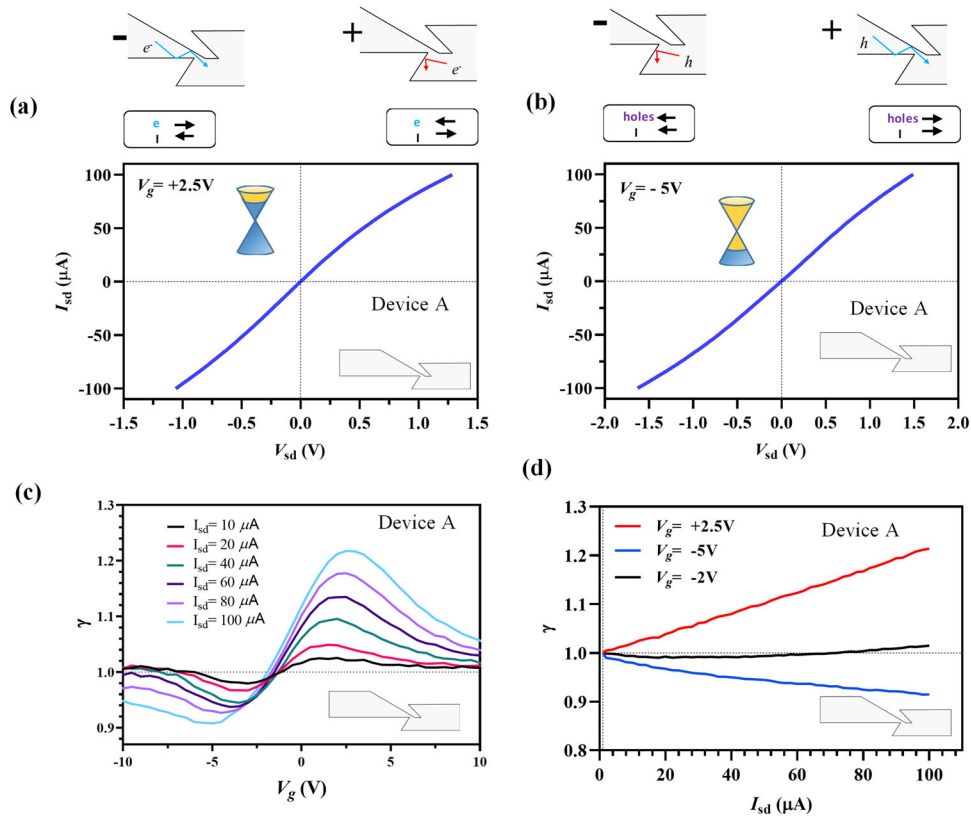 - e- + e- - h + h
(a) (b)
e holes holes
I e I I I
100 Vg= +2.5V 100 Vg= - 5V
50 50
Isd (μA) 0 Isd (μA) 0
Device A Device A
-50 -50
-100 -100
-1.5 -1.0 -0.5 0.0 0.5 1.0 1.5 -2.0 -1.5 -1.0 -0.5 0.0 0.5 1.0 1.5 2.0
Vsd (V) Vsd (V)
(c) (d)
1.3 Device A 1.3 Device A
Isd= 10 μA Vg= +2.5V
Isd= 20 μA Vg= -5V
1.2 Isd= 40 μA 1.2 Vg= -2V
Isd= 60 μA
Isd= 80 μA
Isd= 100 μA
γ 1.1 γ 1.1
1.0 1.0
0.9 0.9
0.8
-10 -5 0 5 10 0 20 40 60 80 100
Vg (V) Isd (μA)